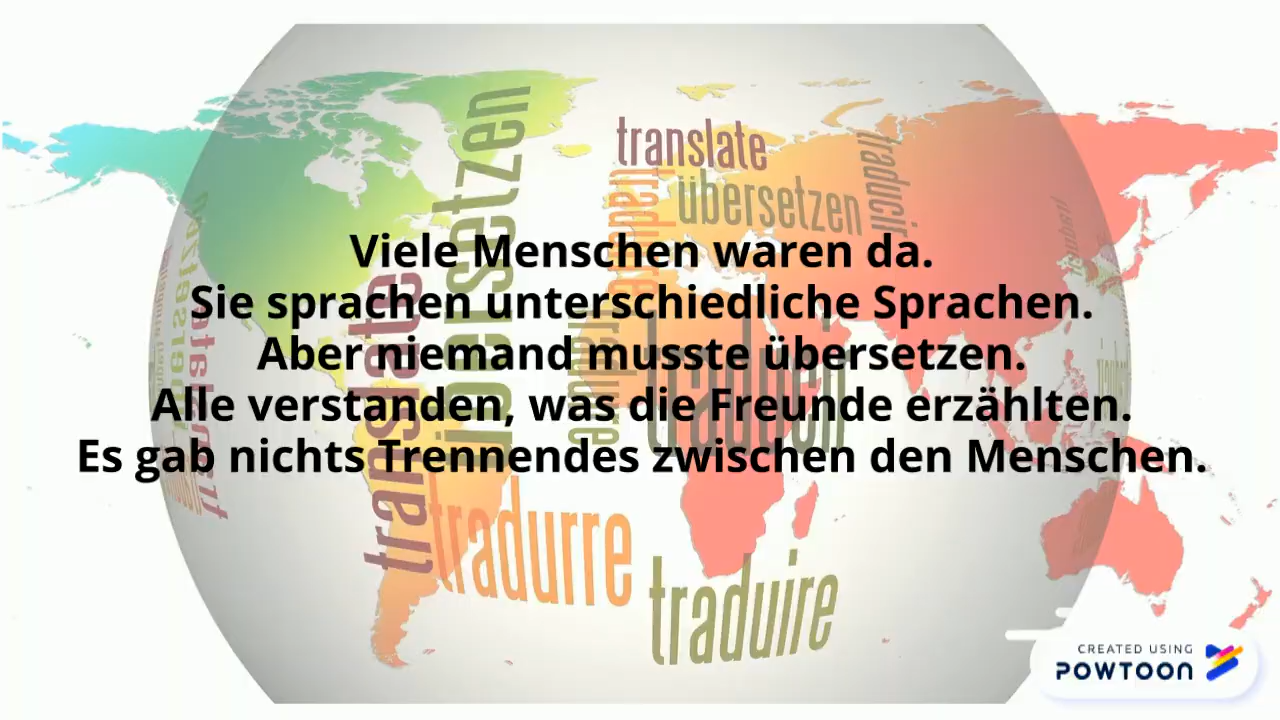 translate
übersetzen
traducir
übersetzen
Viele Menschen waren da.
Sie sprachen unterschiedliche Sprachen.
Aber niemand musste übersetzen.
Alle verstanden, was die Freunde erzählten.
Es gab nichts Trennendes zwischen den Menschen.
translate
tradurre
traduire
CREATED USING
POWTOON